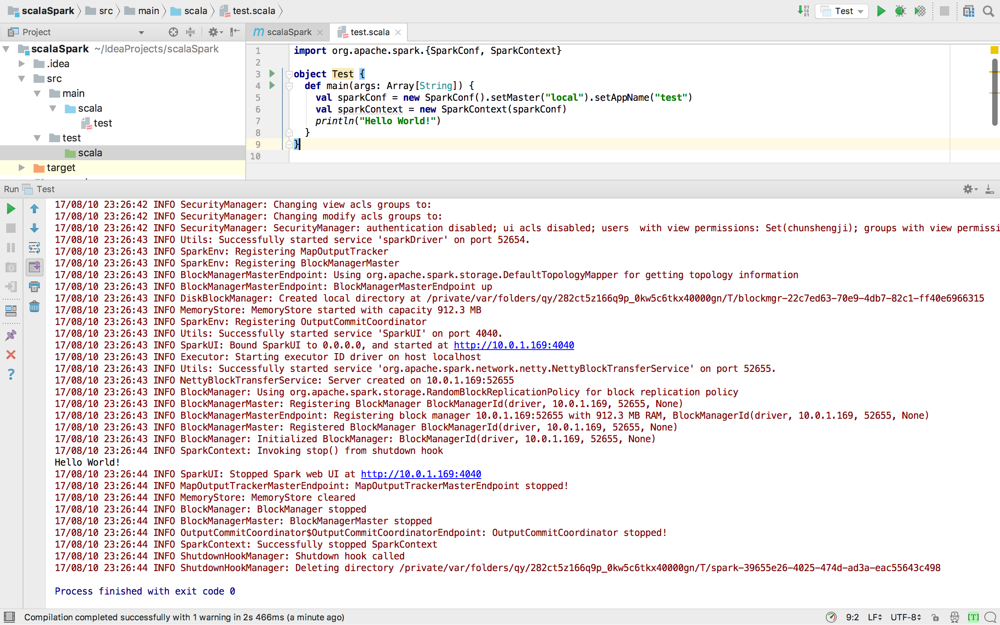 scalaSpark src main scala test.scala
Test
Project
scalaSpark test.scala
scalaSpark ~/IdeaProjects/scalaSpark
.idea
src
main
scala
test
test
scala
target
1 import org.apache.spark.{SparkConf, SparkContext}
2
3 object Test {
4 def main(args: Array[String]) {
5 val sparkConf = new SparkConf().setMaster("local").setAppName("test")
6 val sparkContext = new SparkContext(sparkConf)
7 println("Hello World!")
8 }
9 }
10
Run Test
17/08/10 23:26:42 INFO SecurityManager: Changing view acls groups to:
17/08/10 23:26:42 INFO SecurityManager: Changing modify acls groups to:
17/08/10 23:26:42 INFO SecurityManager: SecurityManager: authentication disabled; ui acls disabled; users  with view permissions: Set(chunshengji); groups with view permissi
17/08/10 23:26:43 INFO Utils: Successfully started service 'sparkDriver' on port 52654.
17/08/10 23:26:43 INFO SparkEnv: Registering MapOutputTracker
17/08/10 23:26:43 INFO SparkEnv: Registering BlockManagerMaster
17/08/10 23:26:43 INFO BlockManagerMasterEndpoint: Using org.apache.spark.storage.DefaultTopologyMapper for getting topology information
17/08/10 23:26:43 INFO BlockManagerMasterEndpoint: BlockManagerMasterEndpoint up
17/08/10 23:26:43 INFO DiskBlockManager: Created local directory at /private/var/folders/qy/282ct5z166q9p_0kw5c6tkx40000gn/T/blockmgr-22c7ed63-70e9-4db7-82c1-ff40e6966315
17/08/10 23:26:43 INFO MemoryStore: MemoryStore started with capacity 912.3 MB
17/08/10 23:26:43 INFO SparkEnv: Registering OutputCommitCoordinator
17/08/10 23:26:43 INFO Utils: Successfully started service 'SparkUI' on port 4040.
17/08/10 23:26:43 INFO SparkUI: Bound SparkUI to 0.0.0.0, and started at http://10.0.1.169:4040
17/08/10 23:26:43 INFO Executor: Starting executor ID driver on host localhost
17/08/10 23:26:43 INFO Utils: Successfully started service 'org.apache.spark.network.netty.NettyBlockTransferService' on port 52655.
17/08/10 23:26:43 INFO NettyBlockTransferService: Server created on 10.0.1.169:52655
17/08/10 23:26:43 INFO BlockManager: Using org.apache.spark.storage.RandomBlockReplicationPolicy for block replication policy
17/08/10 23:26:43 INFO BlockManagerMaster: Registering BlockManager BlockManagerId(driver, 10.0.1.169, 52655, None)
17/08/10 23:26:43 INFO BlockManagerMasterEndpoint: Registering block manager 10.0.1.169:52655 with 912.3 MB RAM, BlockManagerId(driver, 10.0.1.169, 52655, None)
17/08/10 23:26:43 INFO BlockManagerMaster: Registered BlockManager BlockManagerId(driver, 10.0.1.169, 52655, None)
17/08/10 23:26:43 INFO BlockManager: Initialized BlockManager: BlockManagerId(driver, 10.0.1.169, 52655, None)
17/08/10 23:26:44 INFO SparkContext: Invoking stop() from shutdown hook
Hello World!
17/08/10 23:26:44 INFO SparkUI: Stopped Spark web UI at http://10.0.1.169:4040
17/08/10 23:26:44 INFO MapOutputTrackerMasterEndpoint: MapOutputTrackerMasterEndpoint stopped!
17/08/10 23:26:44 INFO MemoryStore: MemoryStore cleared
17/08/10 23:26:44 INFO BlockManager: BlockManager stopped
17/08/10 23:26:44 INFO BlockManagerMaster: BlockManagerMaster stopped
17/08/10 23:26:44 INFO OutputCommitCoordinator$OutputCommitCoordinatorEndpoint: OutputCommitCoordinator stopped!
17/08/10 23:26:44 INFO SparkContext: Successfully stopped SparkContext
17/08/10 23:26:44 INFO ShutdownHookManager: Shutdown hook called
17/08/10 23:26:44 INFO ShutdownHookManager: Deleting directory /private/var/folders/qy/282ct5z166q9p_0kw5c6tkx40000gn/T/spark-39655e26-4025-474d-ad3a-eac55643c498
Process finished with exit code 0
Compilation completed successfully with 1 warning in 2s 466ms (a minute ago) 9:2 LF UTF-8 [T]